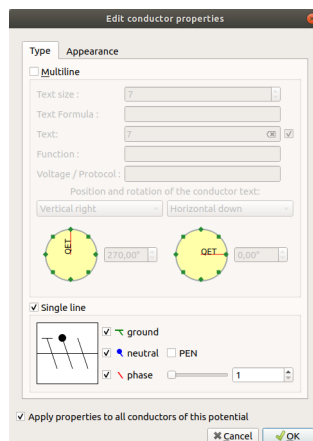 Edit conductor properties
Type Appearance
Multiline
Text size : 7
Text Formula :
Text: 7
Function :
Voltage / Protocol :
Position and rotation of the conductor text:
Vertical right Horizontal down
QET 270,00° QET 0,00°
Single line
ground
neutral PEN
phase 1
Apply properties to all conductors of this potential
Cancel OK